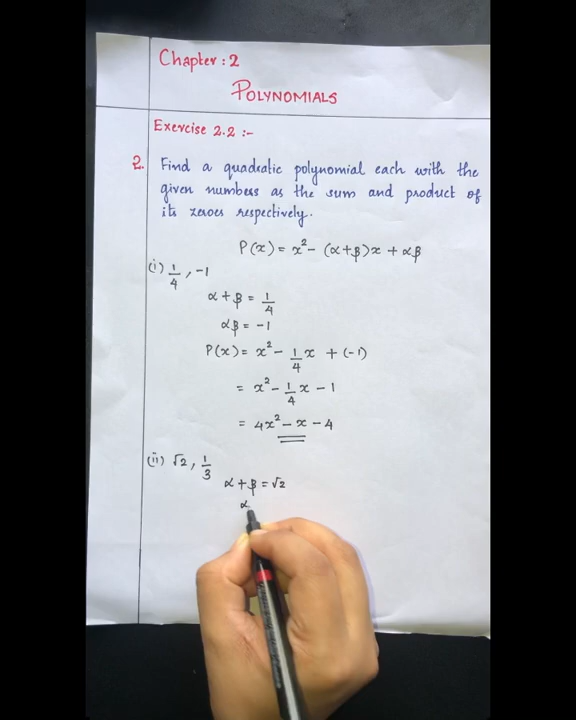 Chapter : 2
POLYNOMIALS
Exercise 2.2 :-
2. Find a quadratic polynomial each with the
given numbers as the sum and product of
its zeroes respectively.
P(x) = x² - (α+β)x + αβ
(i) 1/4, -1
α + β = 1/4
αβ = -1
P(x) = x² - 1/4 x + (-1)
= x² - 1/4 x - 1
= 4x² - x - 4
(ii) √2, 1/3
α + β = √2
α